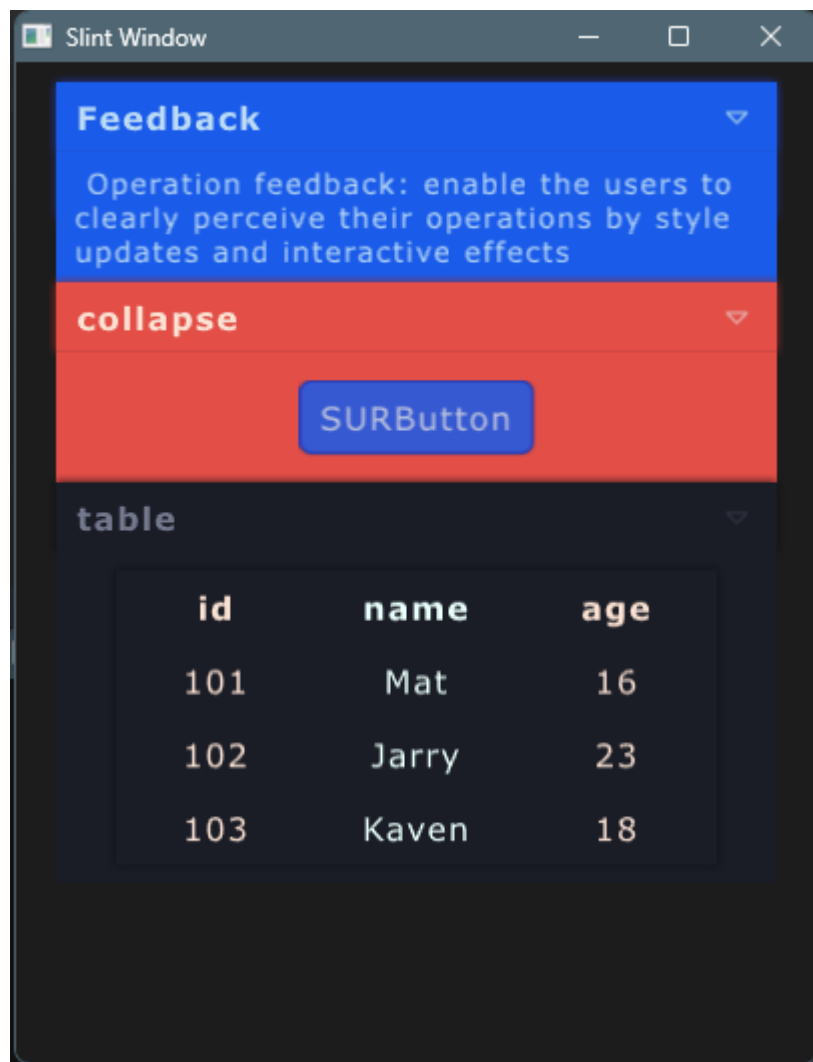 Slint Window
Feedback
Operation feedback: enable the users to
clearly perceive their operations by style
updates and interactive effects
collapse
SURButton
table
id name age
101 Mat 16
102 Jarry 23
103 Kaven 18